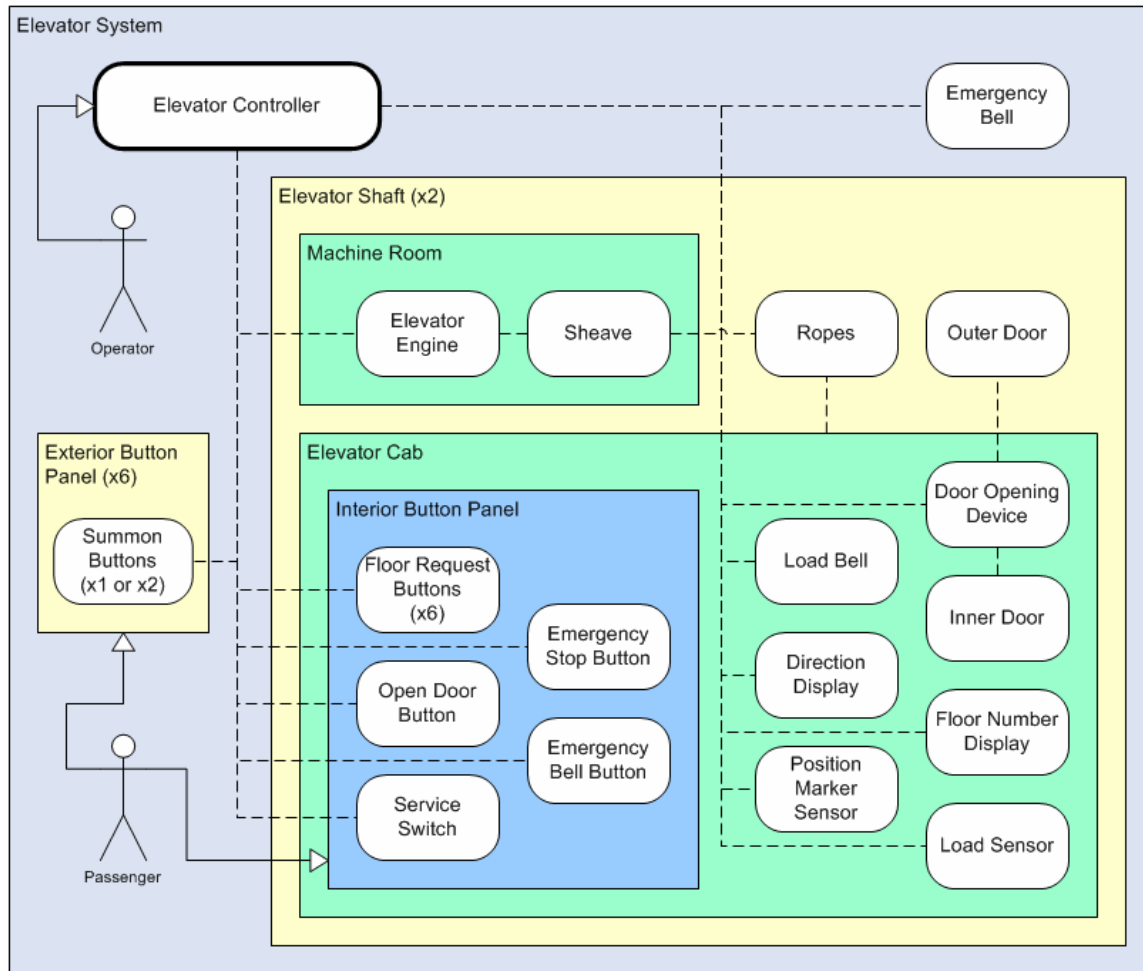 Elevator System
Elevator Controller
Emergency
Bell
Elevator Shaft (x2)
Machine Room
Elevator
Engine
Sheave
Ropes
Outer Door
Operator
Exterior Button
Panel (x6)
Summon
Buttons
(x1 or x2)
Elevator Cab
Interior Button Panel
Floor Request
Buttons
(x6)
Emergency
Stop Button
Open Door
Button
Emergency
Bell Button
Service
Switch
Door Opening
Device
Load Bell
Inner Door
Direction
Display
Floor Number
Display
Position
Marker
Sensor
Load Sensor
Passenger